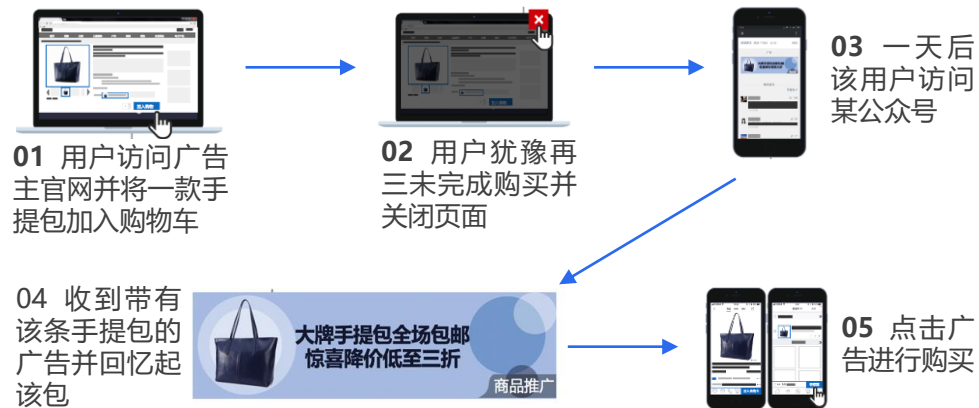 加入购物
01 用户访问广告
主官网并将一款手
提包加入购物车
02 用户犹豫再
三未完成购买并
关闭页面
03 一天后
该用户访问
某公众号
04 收到带有
该条手提包的
广告并回忆起
该包
大牌手提包全场包邮
惊喜降价低至三折
商品推广
05 点击广
告进行购买